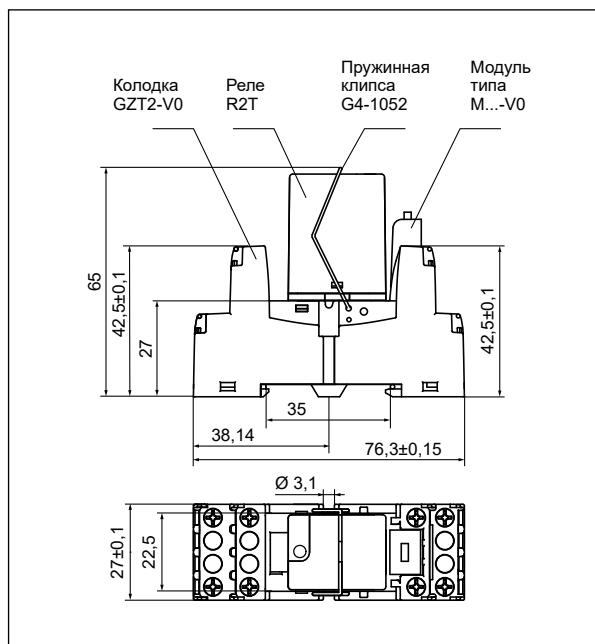 Колодка
GZT2-V0
Реле
R2T
Пружинная
клипса
G4-1052
Модуль
типа
M...-V0
65
42,5±0,1
27
42,5±0,1
35
38,14
76,3±0,15
Ø 3,1
27±0,1
22,5